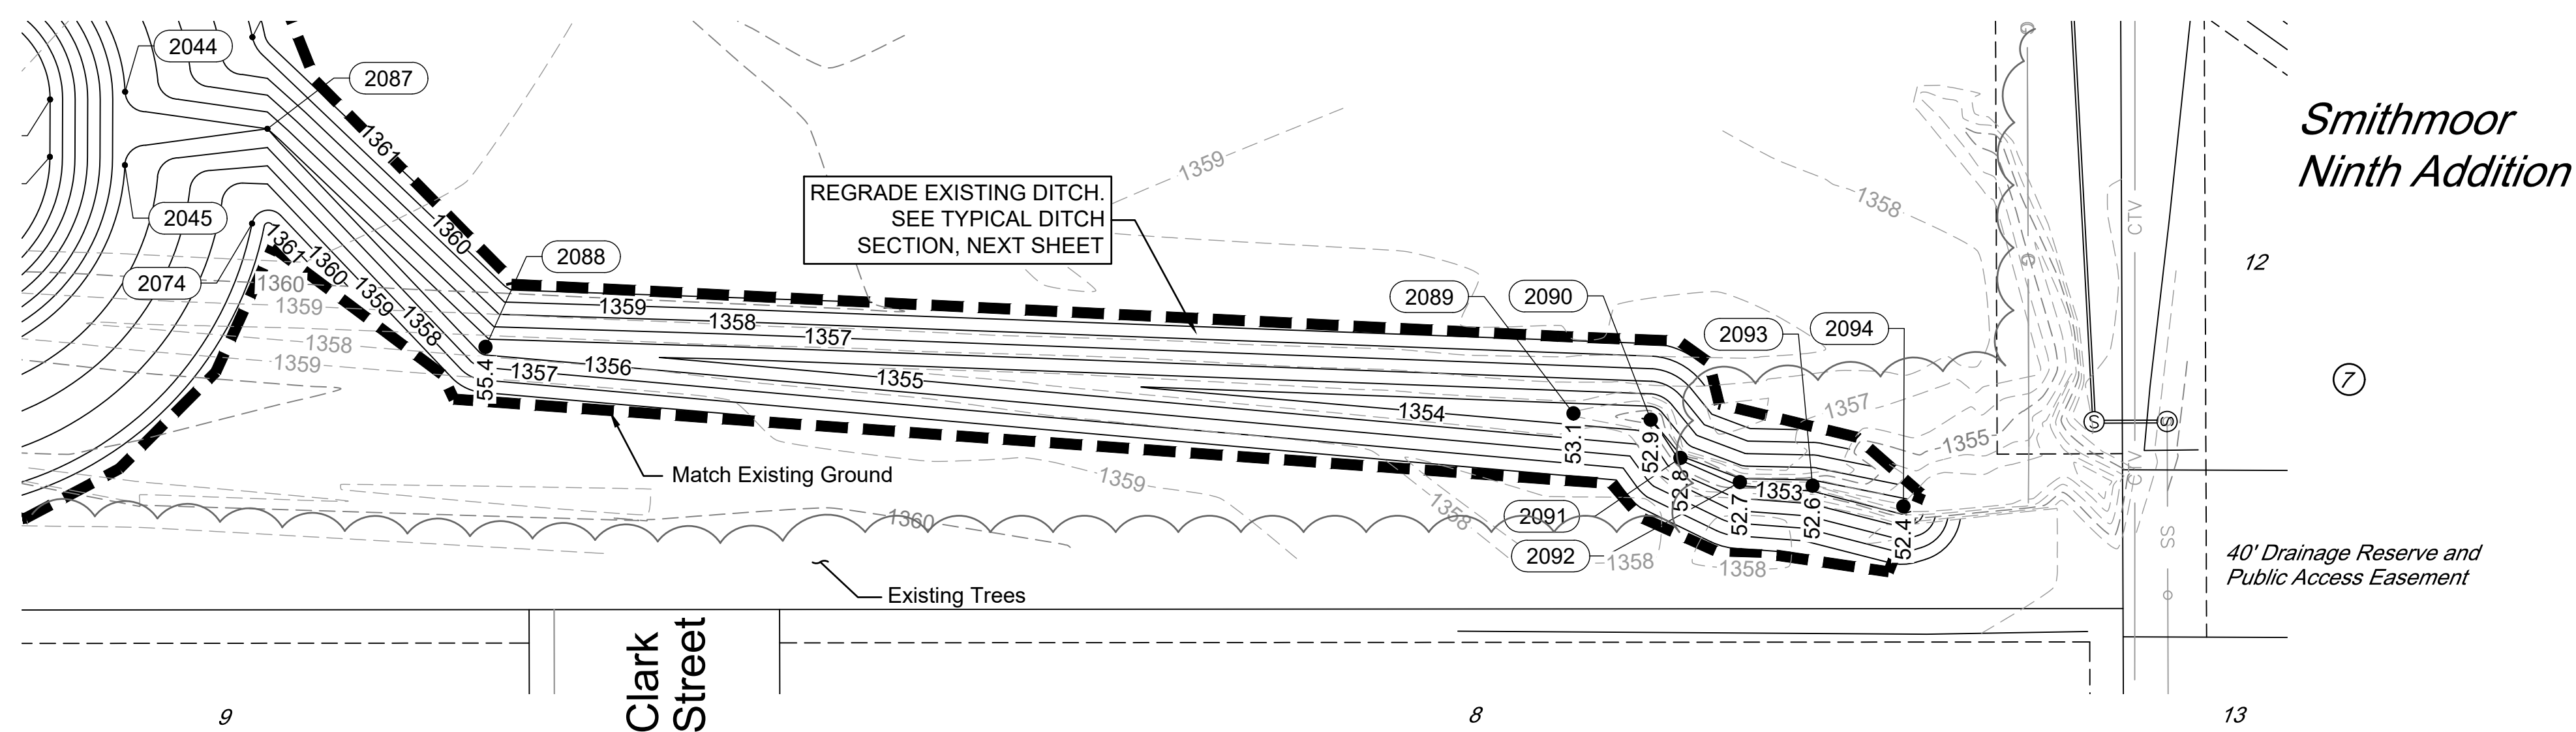 2044
2087
1361
2045
1360
2074
1361
1360
1359
1358
1360
1359
1358
1359
2088
55.4
1359
1358
1357
1356
1357
1355
1354
REGRADE EXISTING DITCH.
SEE TYPICAL DITCH
SECTION, NEXT SHEET
1359
1358
2089
2090
2093
2094
53.1
52.9
52.8
52.7
1353
52.6
52.4
2091
2092
1357
1355
1358
1358
1358
1359
1360
Match Existing Ground
Existing Trees
Clark
Street
9
8
13
G
G
CTV
CTV
S
S
SS
Smithmoor
Ninth Addition
12
7
40' Drainage Reserve and
Public Access Easement